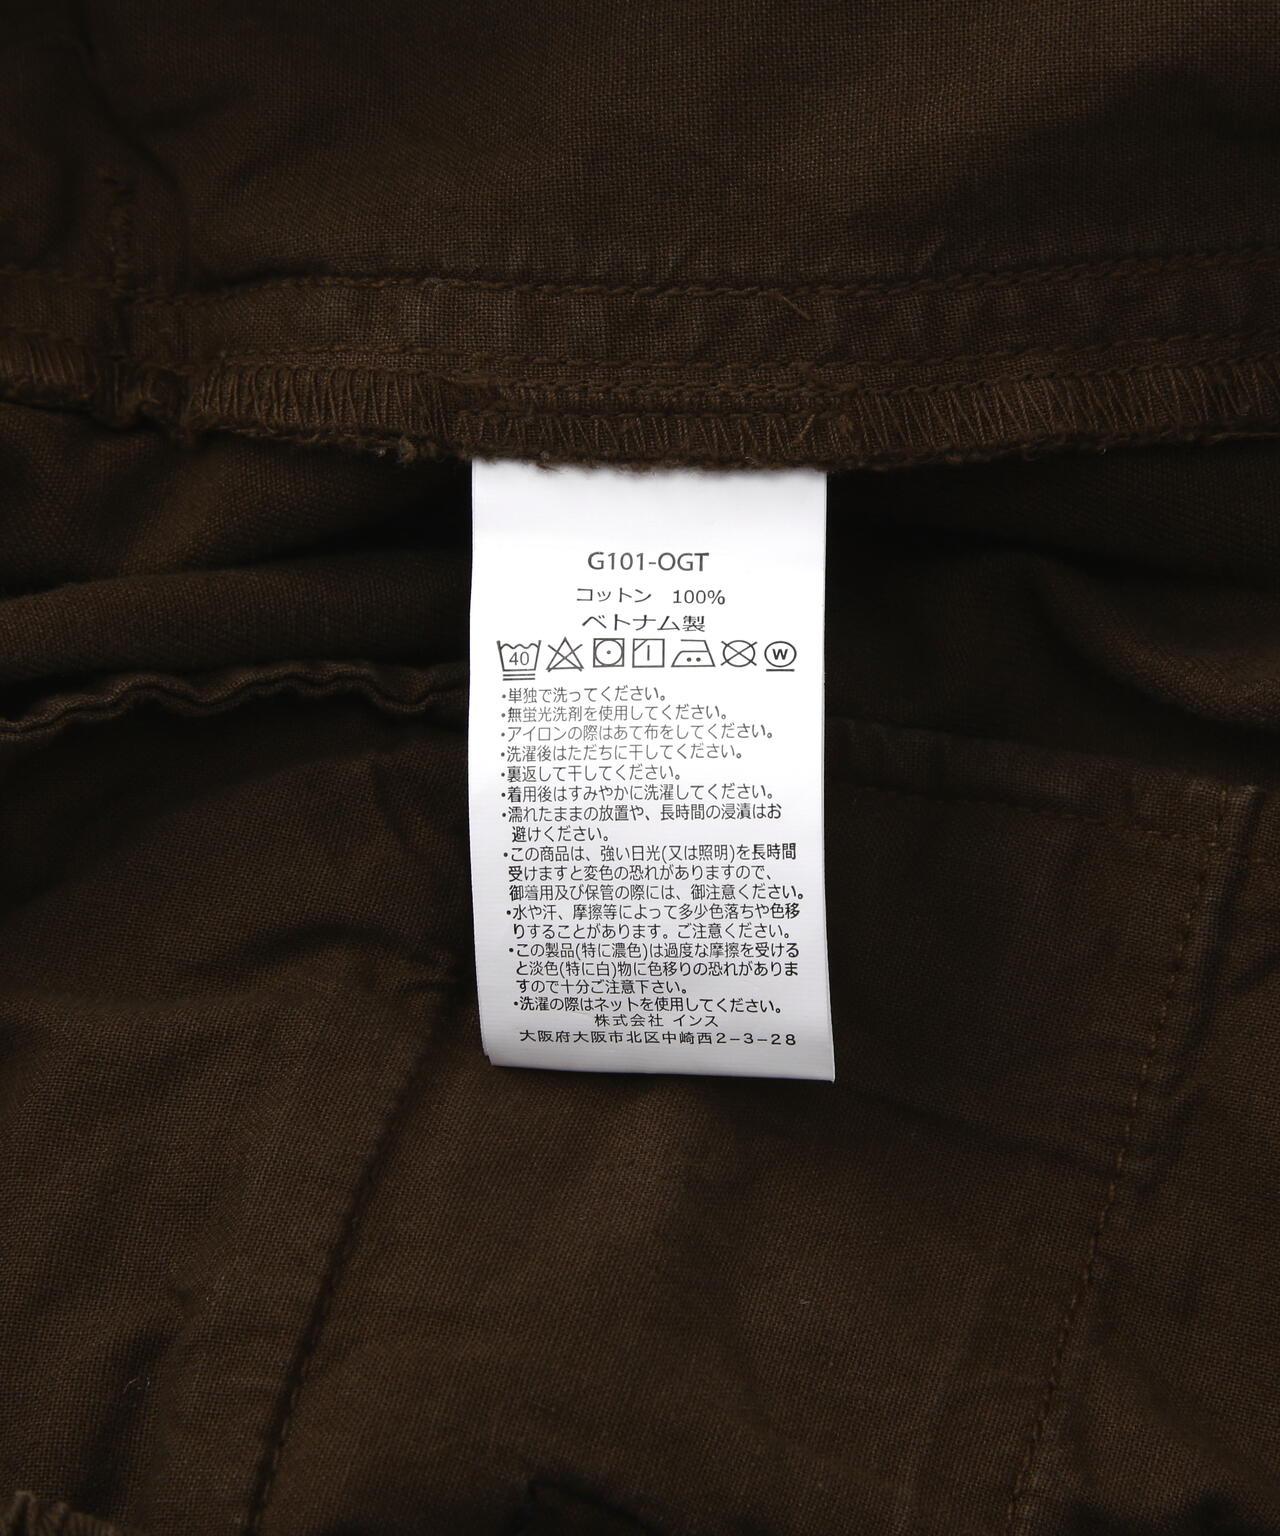 G101-OGT
コットン　100%
ベトナム製
40 W
・単独で洗ってください。
・無蛍光洗剤を使用してください。
・アイロンの際はあて布をしてください。
・洗濯後はただちに干してください。
・裏返して干してください。
・着用後はすみやかに洗濯してください。
・濡れたままの放置や、長時間の浸漬はお
避けください。
・この商品は、強い日光(又は照明)を長時間
受けますと変色の恐れがありますので、
御着用及び保管の際には、御注意ください。
・水や汗、摩擦等によって多少色落ちや色移
りすることがあります。ご注意ください。
・この製品(特に濃色)は過度な摩擦を受ける
と淡色(特に白)物に色移りの恐れがありま
すので十分ご注意下さい。
・洗濯の際はネットを使用してください。
株式会社 インス
大阪府大阪市北区中崎西2−3−28